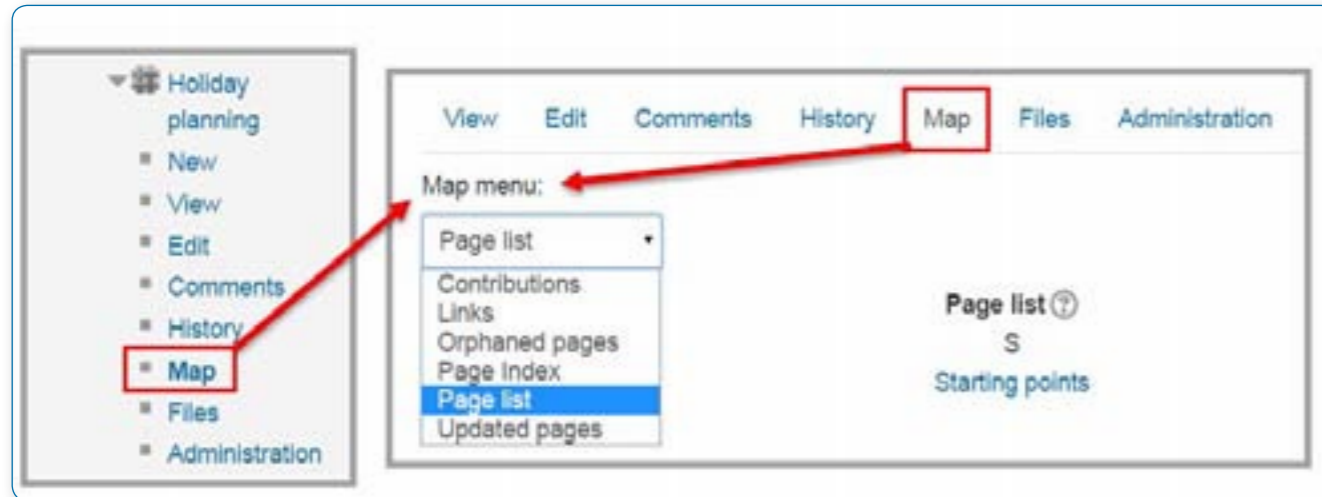 Holiday
planning
New
View
Edit
Comments
History
Map
Files
Administration
View Edit Comments History Map Files Administration
Map menu:
Page list
Contributions
Links
Orphaned pages
Page Index
Page list
Updated pages
Page list ?
S
Starting points